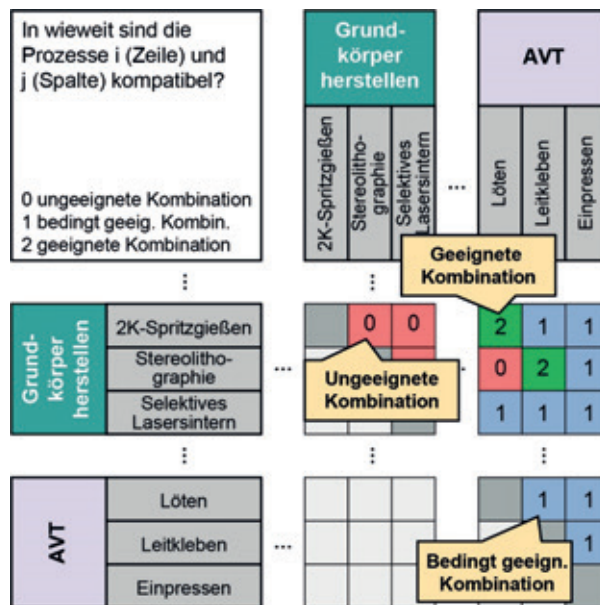 In wieweit sind die
Prozesse i (Zeile) und
j (Spalte) kompatibel?
0 ungeeignete Kombination
1 bedingt geeig. Kombin.
2 geeignete Kombination
Grund-
körper
herstellen
AVT
2K-Spritzgießen
Stereolitho-
graphie
Selektives
Lasersintern
...
Löten
Leitkleben
Einpressen
Geeignete
Kombination
...
...
Grund-
körper
herstellen
2K-Spritzgießen
...
0 0
2 1 1
Stereolitho-
graphie
0 2 1
Selektives
Lasersintern
1 1 1
Ungeeignete
Kombination
...
...
...
AVT
Löten
1 1
Leitkleben
...
1
Einpressen
Bedingt geeign.
Kombination